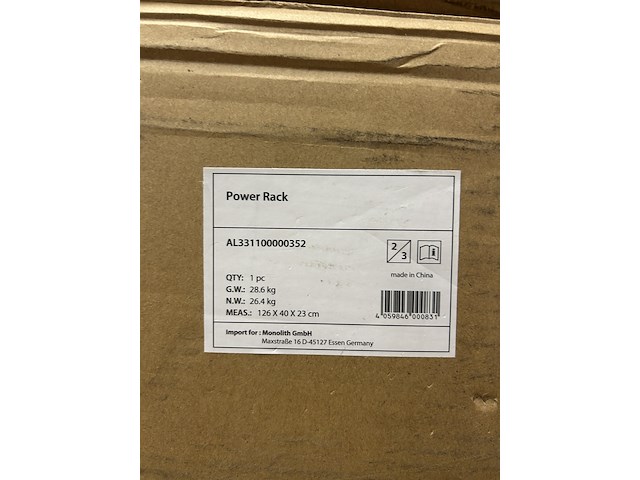 Power Rack
AL331100000352
2/3
QTY: 1 pc
G.W.: 28.6 kg
N.W.: 26.4 kg
MEAS.: 126 X 40 X 23 cm
made in China
4 059846 000831
Import for : Monolith GmbH
Maxstraße 16 D-45127 Essen Germany